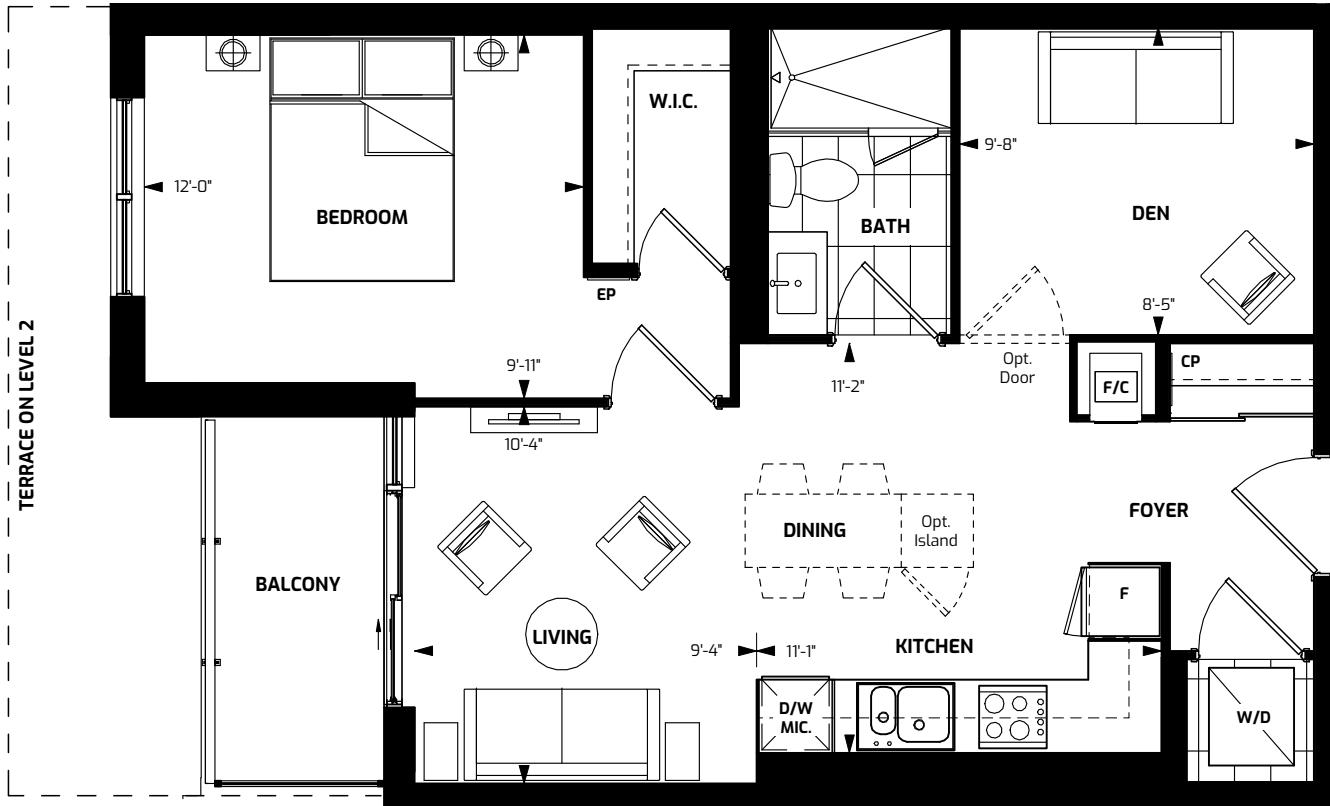 W.I.C.
9'-8"
12'-0"
BEDROOM
DEN
BATH
EP
8'-5"
TERRACE ON LEVEL 2
9'-11"
11'-2"
Opt.
Door
F/C
CP
10'-4"
FOYER
DINING
Opt.
Island
BALCONY
F
LIVING
9'-4"
11'-1"
KITCHEN
D/W
MIC.
W/D